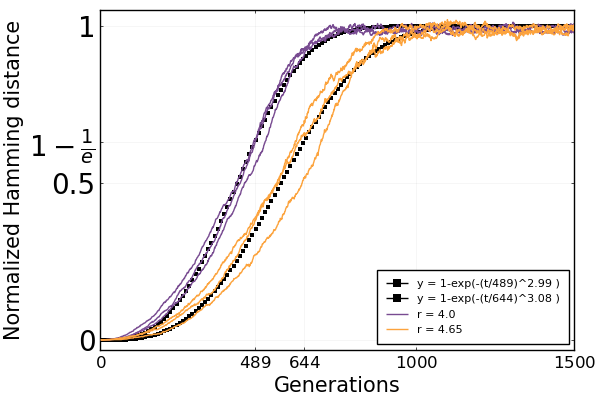 Normalized Hamming distance
1
1 − 1/e
0.5
0
0 489 644 1000 1500
Generations
y = 1-exp(-(t/489)^2.99 )
y = 1-exp(-(t/644)^3.08 )
r = 4.0
r = 4.65